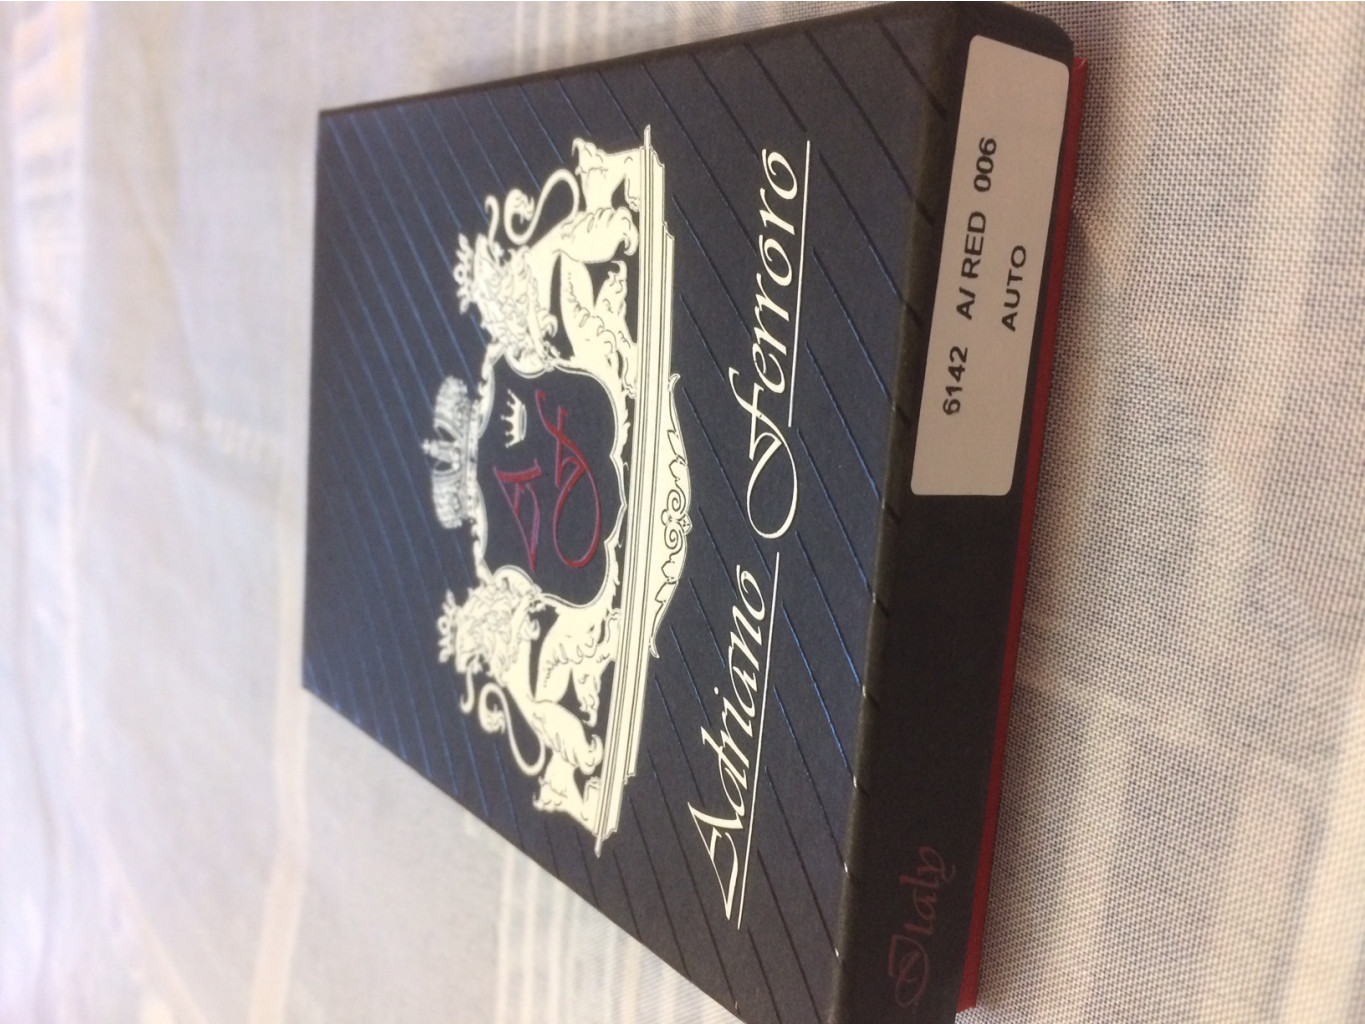 A
F
Adriano Ferroro
6142 A/ RED 006
AUTO
Italy